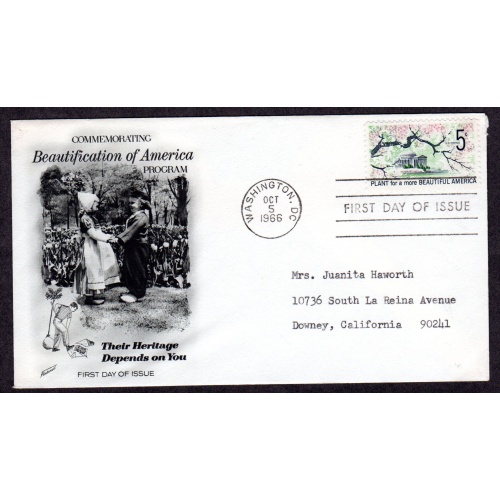 COMMEMORATING
Beautification of America
PROGRAM
Their Heritage
Depends on You
FIRST DAY OF ISSUE
WASHINGTON, DC
OCT
5
1966
5¢
PLANT for a more BEAUTIFUL AMERICA
FIRST DAY OF ISSUE
Mrs. Juanita Haworth
10736 South La Reina Avenue
Downey, California 90241